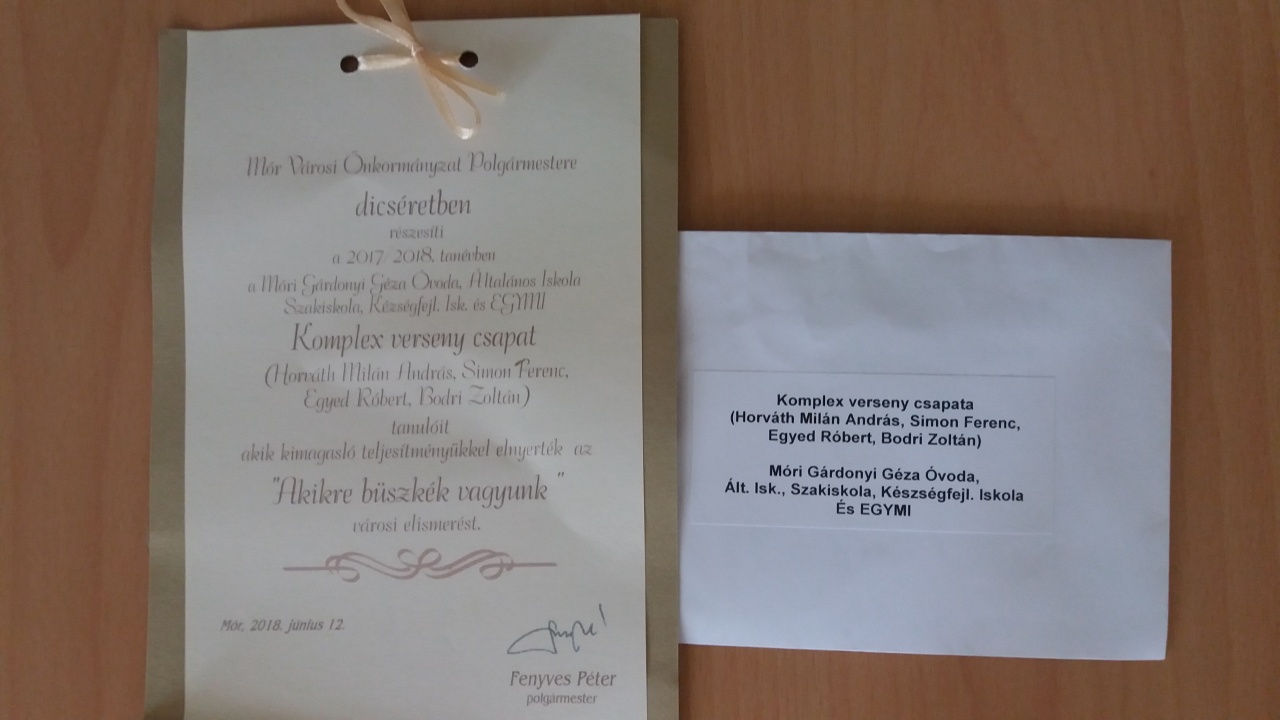 Mór Városi Önkormányzat Polgármestere
dicséretben
részesíti
a 2017/2018. tanévben
a Móri Gárdonyi Géza Óvoda, Általános Iskola
Szakiskola, Készségfejl. Isk. és EGYMI
Komplex verseny csapat
(Horváth Milán András, Simon Ferenc,
Egyed Róbert, Bodri Zoltán)
tanulóit
akik kimagasló teljesítményükkel elnyerték az
"Akikre büszkék vagyunk"
városi elismerést.
Mór, 2018. június 12.
Fenyves Péter
polgármester
Komplex verseny csapata
(Horváth Milán András, Simon Ferenc,
Egyed Róbert, Bodri Zoltán)
Móri Gárdonyi Géza Óvoda,
Ált. Isk., Szakiskola, Készségfejl. Iskola
És EGYMI